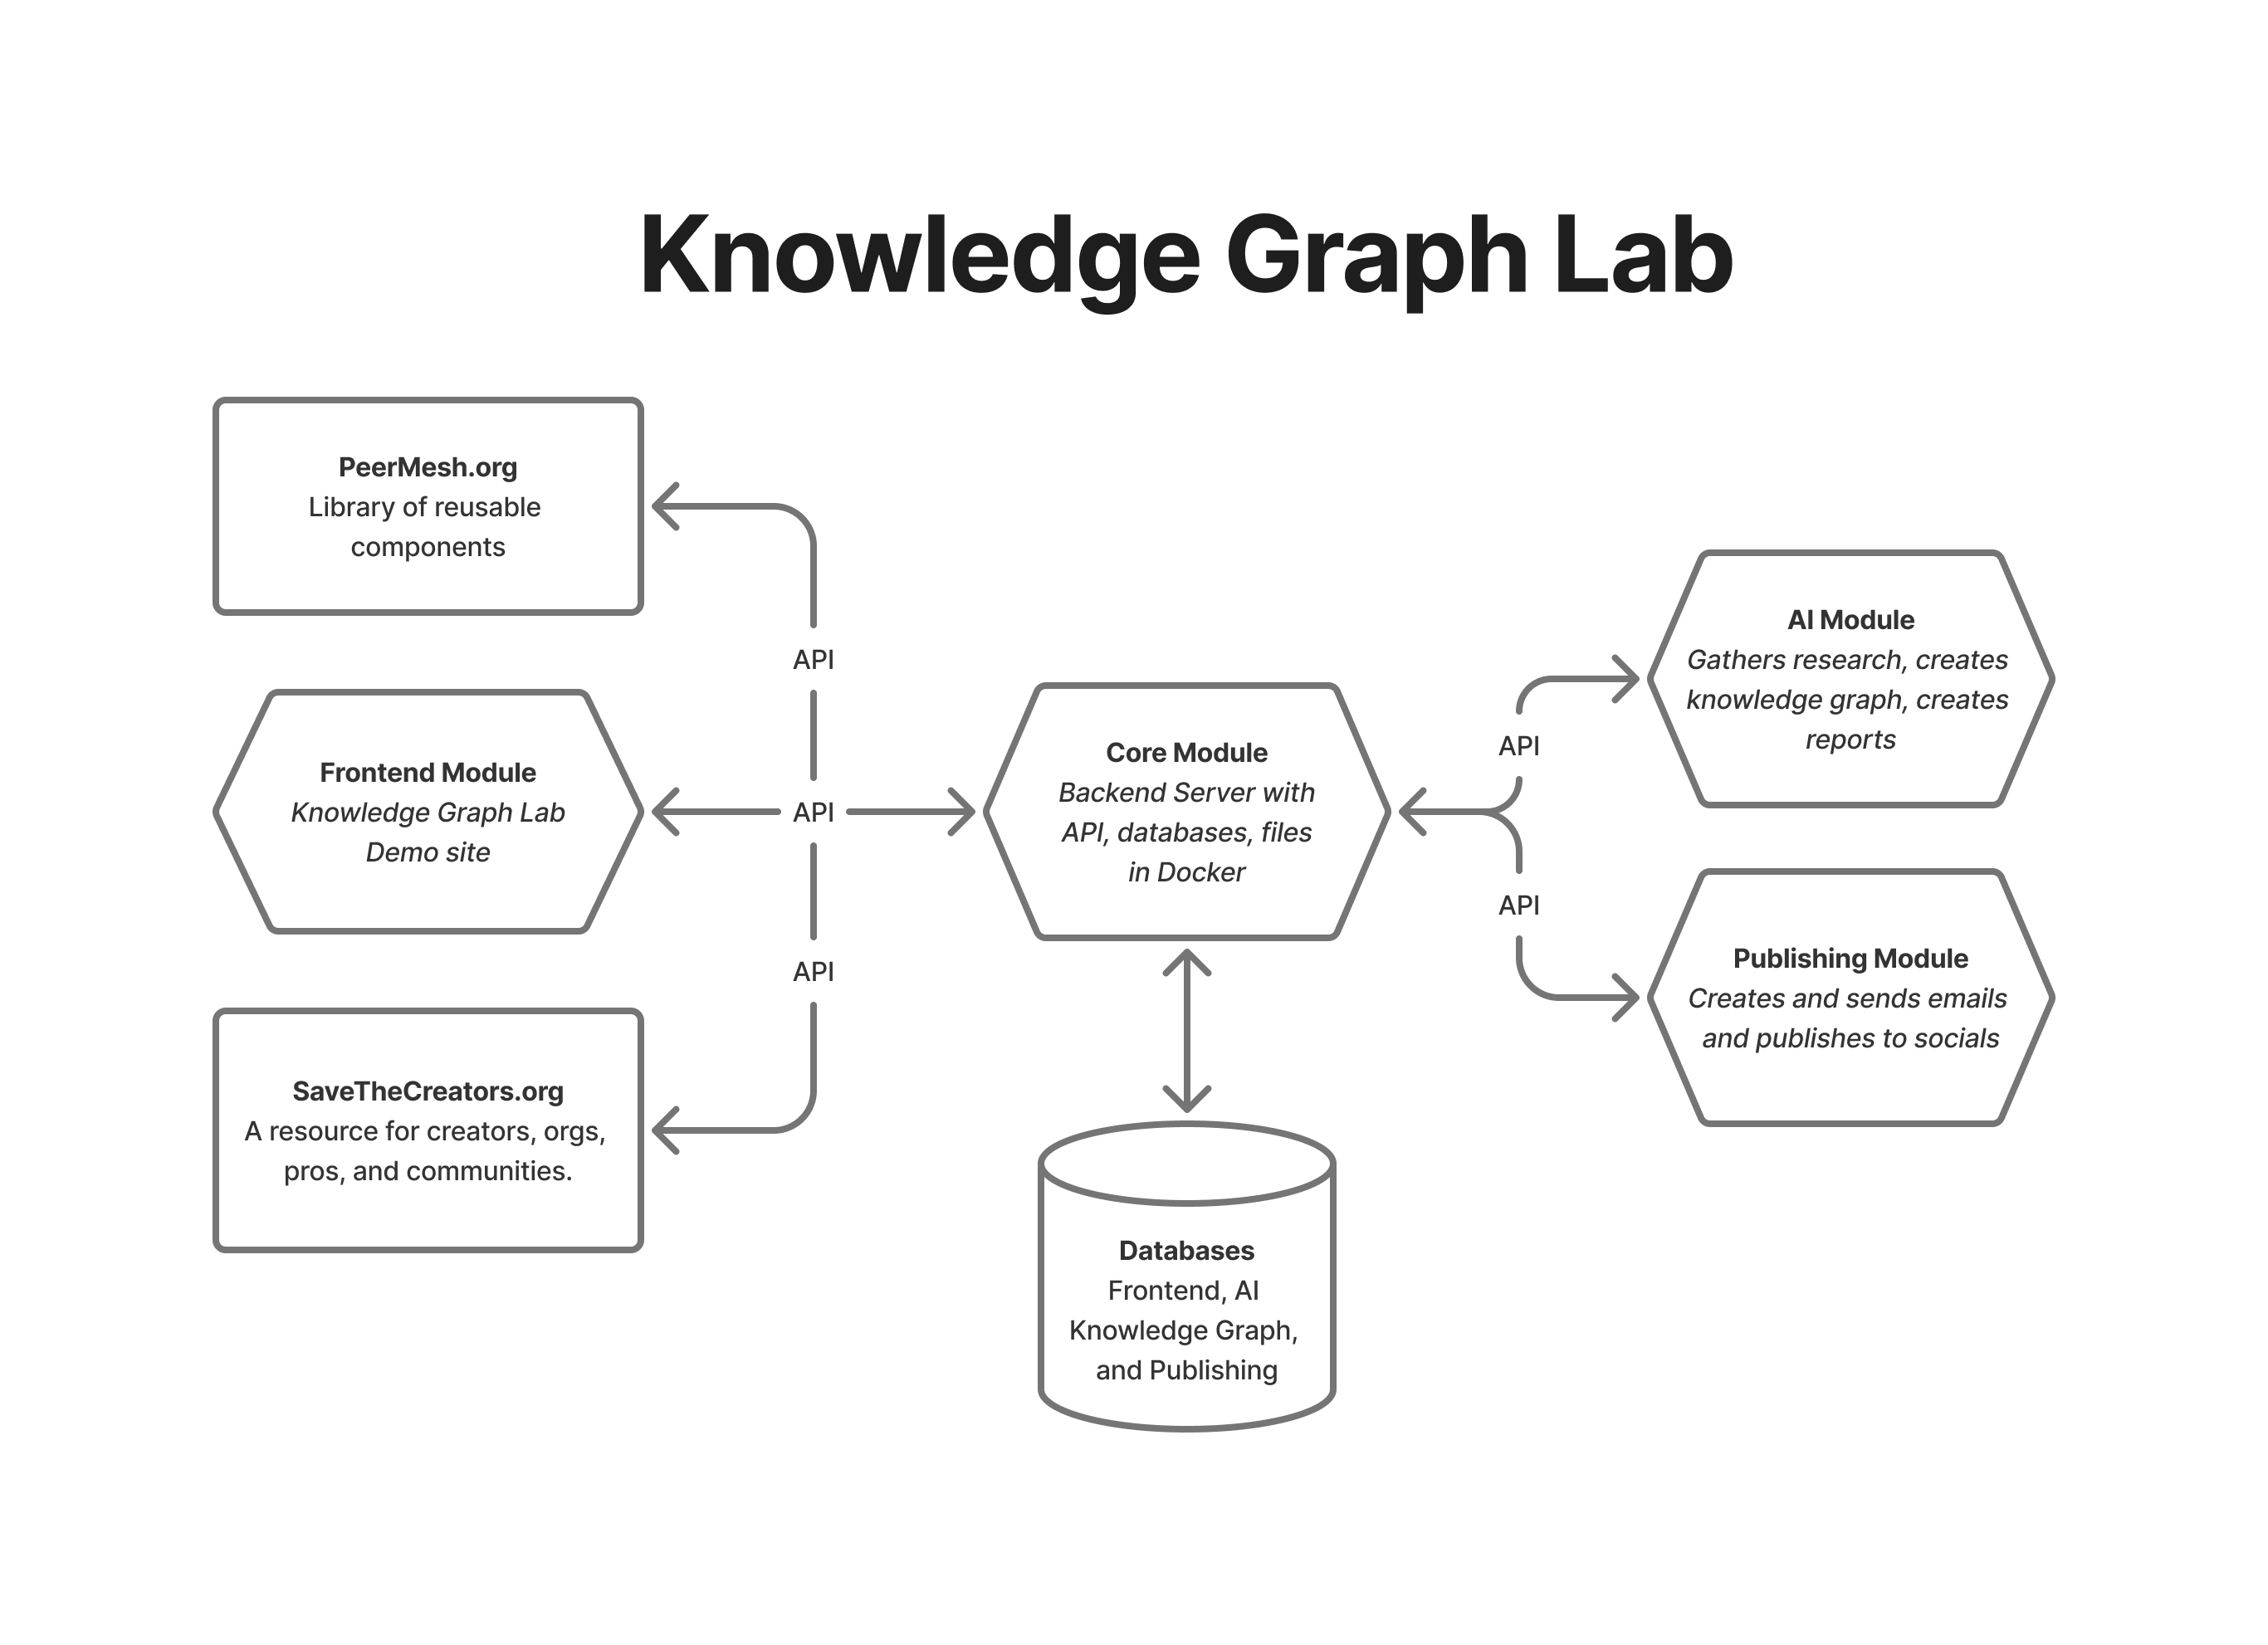 Knowledge Graph Lab
PeerMesh.org
Library of reusable
components
API
Frontend Module
Knowledge Graph Lab
Demo site
API
API
SaveTheCreators.org
A resource for creators, orgs,
pros, and communities.
Core Module
Backend Server with
API, databases, files
in Docker
Databases
Frontend, AI
Knowledge Graph,
and Publishing
API
API
AI Module
Gathers research, creates
knowledge graph, creates
reports
Publishing Module
Creates and sends emails
and publishes to socials